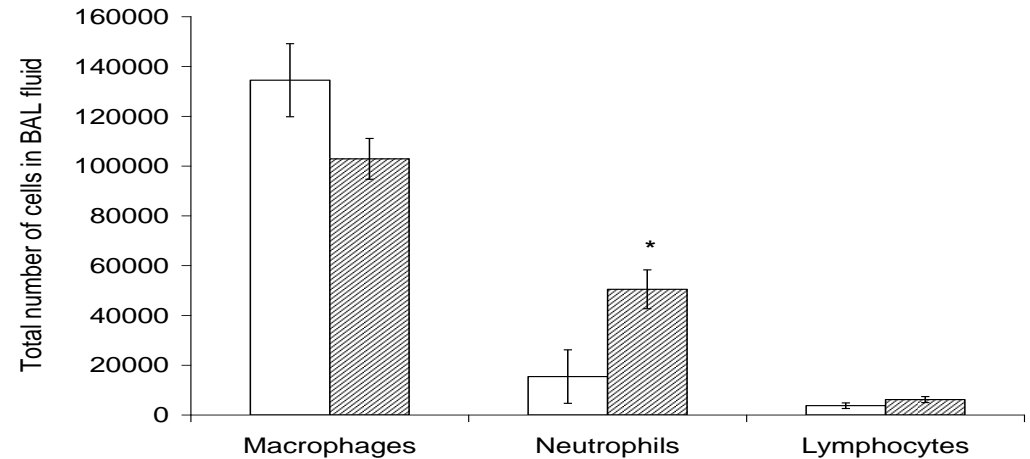 Total number of cells in BAL fluid
160000
140000
120000
100000
80000
60000
40000
20000
0
*
Macrophages
Neutrophils
Lymphocytes